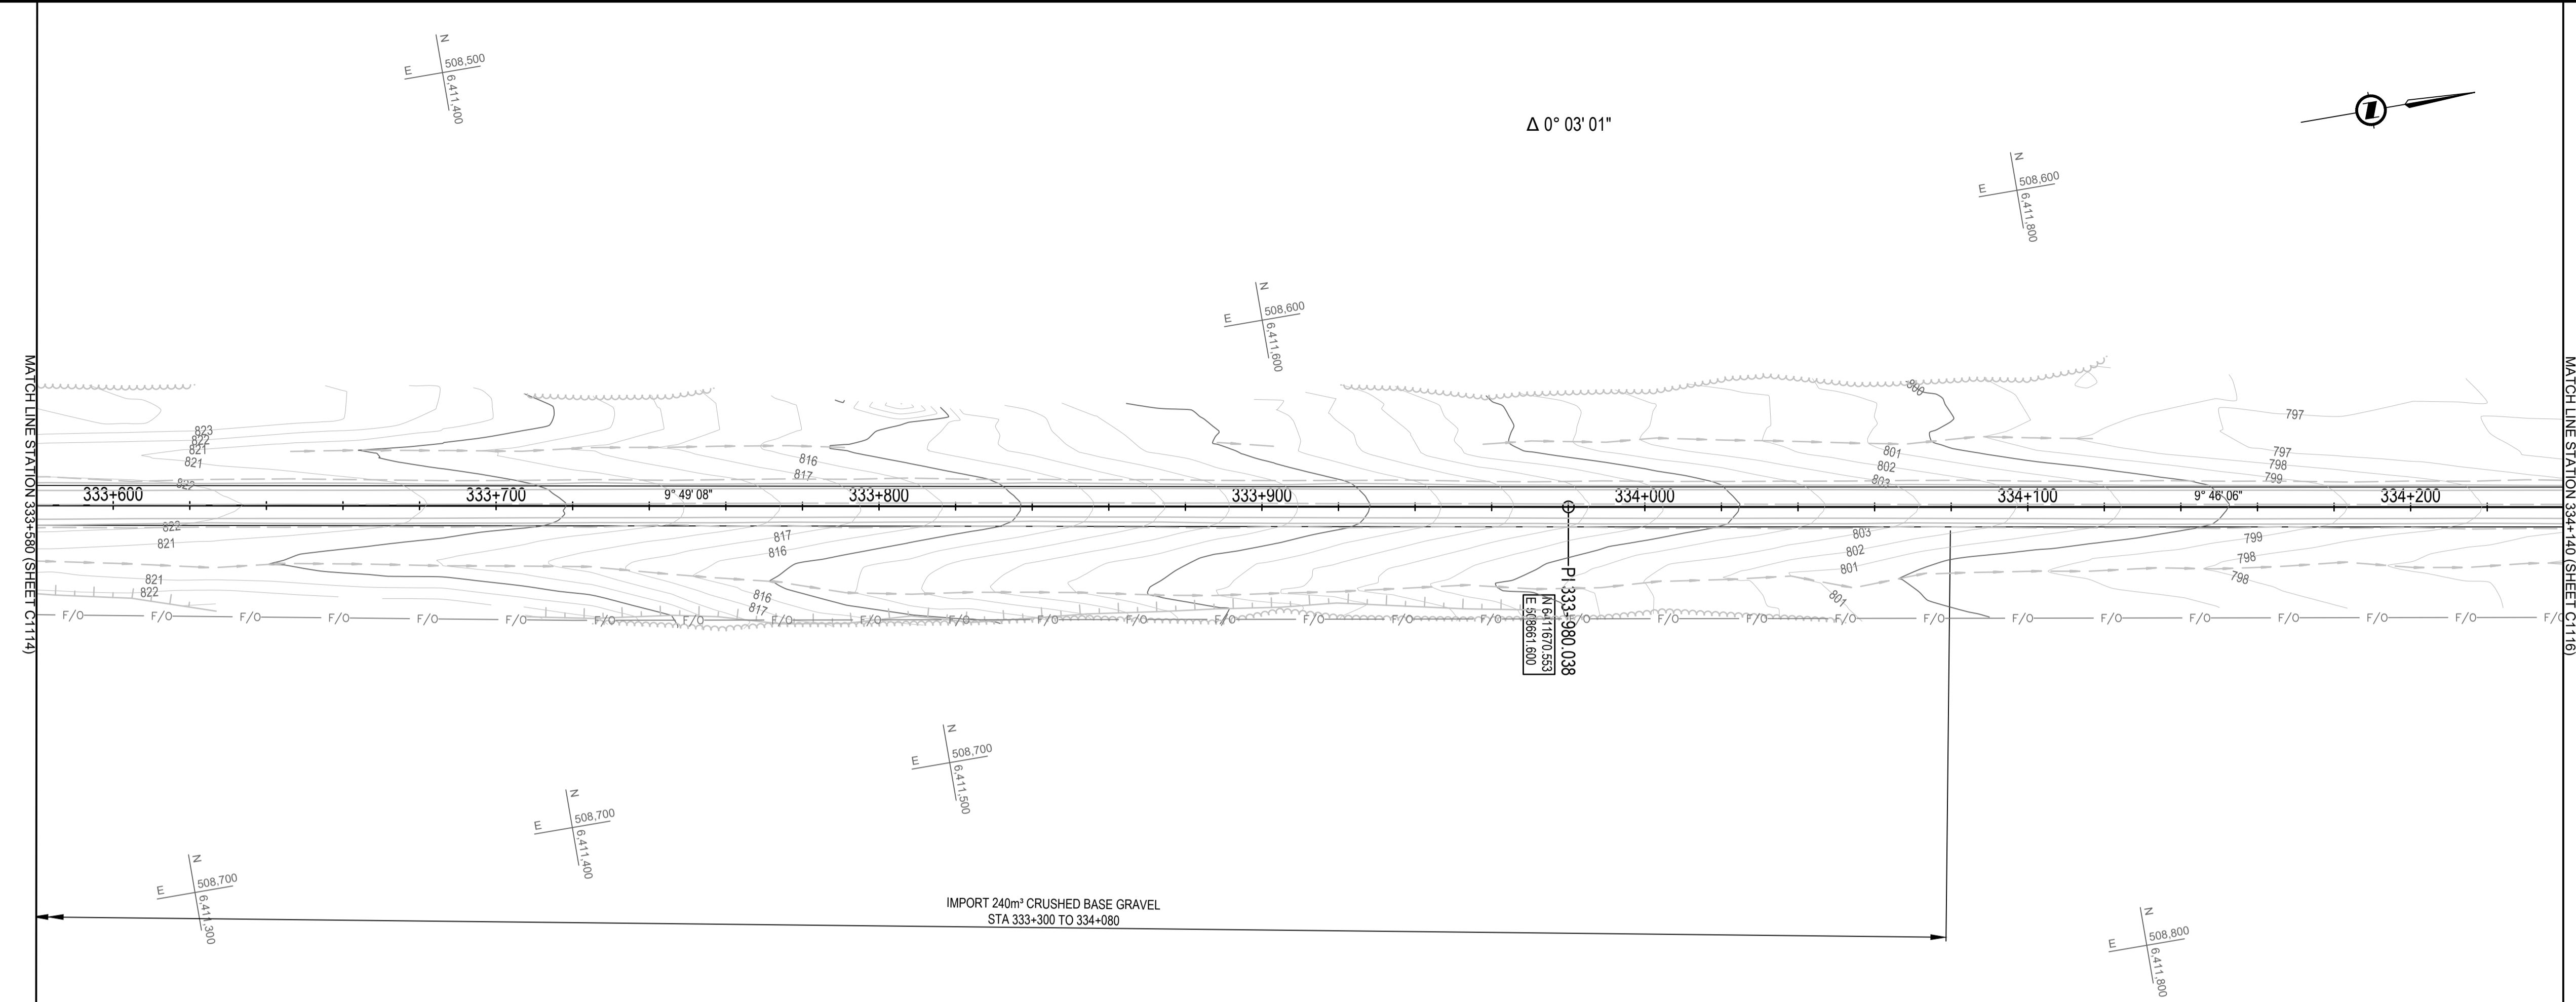 N
E 508,500
6,411,400
Δ 0° 03' 01"
N
E 508,600
6,411,800
N
E 508,600
6,411,600
MATCH LINE STATION 333+580 (SHEET C1114)
MATCH LINE STATION 334+140 (SHEET C1116)
800
823
822
821
821
822
816
817
801
802
803
797
797
798
799
333+600
333+700
9° 49' 08"
333+800
333+900
334+000
334+100
9° 46' 06"
334+200
822
821
821
822
817
816
816
817
803
802
801
801
799
798
798
F/O F/O F/O F/O F/O F/O F/O F/O F/O F/O F/O F/O F/O F/O F/O F/O F/O F/O F/O F/O F/O F/O F/O F/O F/O F/O F/O F/O F/O
PI 333+980.038
N 6411670.553
E 508661.600
N
E 508,700
6,411,500
N
E 508,700
6,411,400
N
E 508,700
6,411,300
IMPORT 240m³ CRUSHED BASE GRAVEL
STA 333+300 TO 334+080
N
E 508,800
6,411,800